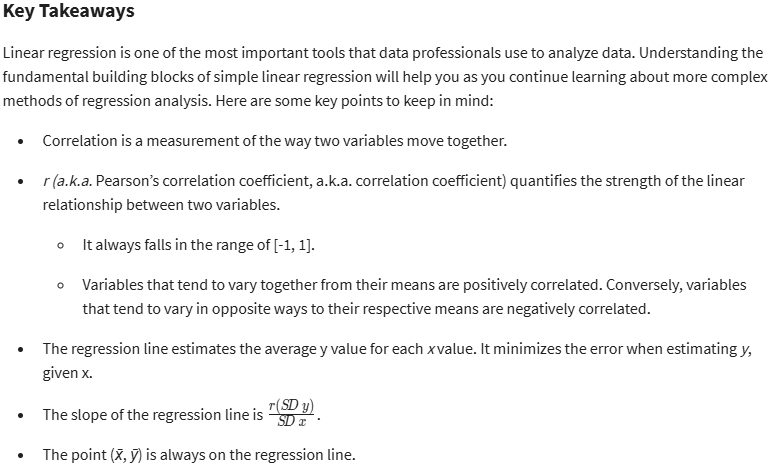 Key Takeaways
Linear regression is one of the most important tools that data professionals use to analyze data. Understanding the
fundamental building blocks of simple linear regression will help you as you continue learning about more complex
methods of regression analysis. Here are some key points to keep in mind:
• Correlation is a measurement of the way two variables move together.
• r (a.k.a. Pearson’s correlation coefficient, a.k.a. correlation coefficient) quantifies the strength of the linear
relationship between two variables.
◦ It always falls in the range of [-1, 1].
◦ Variables that tend to vary together from their means are positively correlated. Conversely, variables
that tend to vary in opposite ways to their respective means are negatively correlated.
• The regression line estimates the average y value for each x value. It minimizes the error when estimating y,
given x.
• The slope of the regression line is r(SD y)/SD x .
• The point (x̄, ȳ) is always on the regression line.